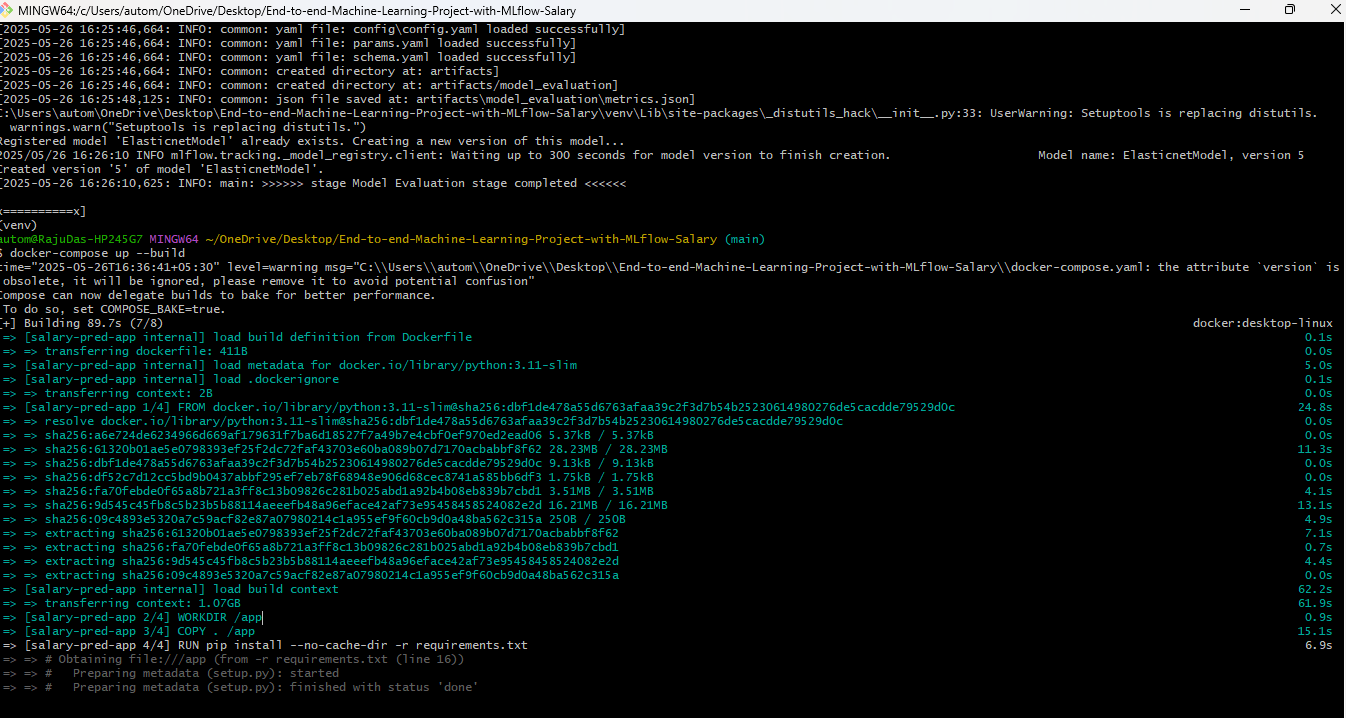 MINGW64:/c/Users/autom/OneDrive/Desktop/End-to-end-Machine-Learning-Project-with-MLflow-Salary
[2025-05-26 16:25:46,664: INFO: common: yaml file: config\config.yaml loaded successfully]
[2025-05-26 16:25:46,664: INFO: common: yaml file: params.yaml loaded successfully]
[2025-05-26 16:25:46,664: INFO: common: yaml file: schema.yaml loaded successfully]
[2025-05-26 16:25:46,664: INFO: common: created directory at: artifacts]
[2025-05-26 16:25:46,664: INFO: common: created directory at: artifacts/model_evaluation]
[2025-05-26 16:25:48,125: INFO: common: json file saved at: artifacts\model_evaluation\metrics.json]
C:\Users\autom\OneDrive\Desktop\End-to-end-Machine-Learning-Project-with-MLflow-Salary\venv\Lib\site-packages\_distutils_hack\__init__.py:33: UserWarning: Setuptools is replacing distutils.
warnings.warn("Setuptools is replacing distutils.")
Registered model 'ElasticnetModel' already exists. Creating a new version of this model...
2025/05/26 16:26:10 INFO mlflow.tracking._model_registry.client: Waiting up to 300 seconds for model version to finish creation. Model name: ElasticnetModel, version 5
Created version '5' of model 'ElasticnetModel'.
[2025-05-26 16:26:10,625: INFO: main: >>>>>> stage Model Evaluation stage completed <<<<<<
x==========x]
(venv)
autom@RajuDas-HP245G7 MINGW64 ~/OneDrive/Desktop/End-to-end-Machine-Learning-Project-with-MLflow-Salary (main)
$ docker-compose up --build
time="2025-05-26T16:36:41+05:30" level=warning msg="C:\\Users\\autom\\OneDrive\\Desktop\\End-to-end-Machine-Learning-Project-with-MLflow-Salary\\docker-compose.yaml: the attribute `version` is
obsolete, it will be ignored, please remove it to avoid potential confusion"
Compose can now delegate builds to bake for better performance.
To do so, set COMPOSE_BAKE=true.
[+] Building 89.7s (7/8) docker:desktop-linux
=> [salary-pred-app internal] load build definition from Dockerfile 0.1s
=> => transferring dockerfile: 411B 0.0s
=> [salary-pred-app internal] load metadata for docker.io/library/python:3.11-slim 5.0s
=> [salary-pred-app internal] load .dockerignore 0.1s
=> => transferring context: 2B 0.0s
=> [salary-pred-app 1/4] FROM docker.io/library/python:3.11-slim@sha256:dbf1de478a55d6763afaa39c2f3d7b54b25230614980276de5cacdde79529d0c 24.8s
=> => resolve docker.io/library/python:3.11-slim@sha256:dbf1de478a55d6763afaa39c2f3d7b54b25230614980276de5cacdde79529d0c 0.0s
=> => sha256:a6e724de6234966d669af179631f7ba6d18527f7a49b7e4cbf0ef970ed2ead06 5.37kB / 5.37kB 0.0s
=> => sha256:61320b01ae5e0798393ef25f2dc72faf43703e60ba089b07d7170acbabbf8f62 28.23MB / 28.23MB 11.3s
=> => sha256:dbf1de478a55d6763afaa39c2f3d7b54b25230614980276de5cacdde79529d0c 9.13kB / 9.13kB 0.0s
=> => sha256:df52c7d12cc5bd9b0437abbf295ef7eb78f68948e906d68cec8741a585bb6df3 1.75kB / 1.75kB 0.0s
=> => sha256:fa70febde0f65a8b721a3ff8c13b09826c281b025abd1a92b4b08eb839b7cbd1 3.51MB / 3.51MB 4.1s
=> => sha256:9d545c45fb8c5b23b5b88114aeeefb48a96eface42af73e95458458524082e2d 16.21MB / 16.21MB 13.1s
=> => sha256:09c4893e5320a7c59acf82e87a07980214c1a955ef9f60cb9d0a48ba562c315a 250B / 250B 4.9s
=> => extracting sha256:61320b01ae5e0798393ef25f2dc72faf43703e60ba089b07d7170acbabbf8f62 7.1s
=> => extracting sha256:fa70febde0f65a8b721a3ff8c13b09826c281b025abd1a92b4b08eb839b7cbd1 0.7s
=> => extracting sha256:9d545c45fb8c5b23b5b88114aeeefb48a96eface42af73e95458458524082e2d 4.4s
=> => extracting sha256:09c4893e5320a7c59acf82e87a07980214c1a955ef9f60cb9d0a48ba562c315a 0.0s
=> [salary-pred-app internal] load build context 62.2s
=> => transferring context: 1.07GB 61.9s
=> [salary-pred-app 2/4] WORKDIR /app 0.9s
=> [salary-pred-app 3/4] COPY . /app 15.1s
=> [salary-pred-app 4/4] RUN pip install --no-cache-dir -r requirements.txt 6.9s
=> => # Obtaining file:///app (from -r requirements.txt (line 16))
=> => # Preparing metadata (setup.py): started
=> => # Preparing metadata (setup.py): finished with status 'done'